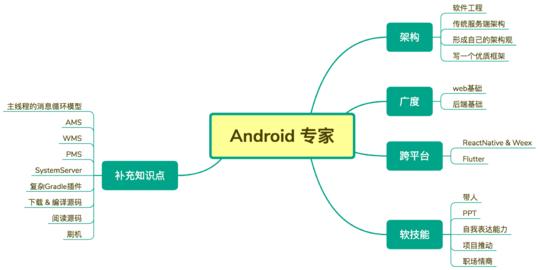 Android 专家
架构
软件工程
传统服务端架构
形成自己的架构观
写一个优质框架
广度
web基础
后端基础
跨平台
ReactNative & Weex
Flutter
软技能
带人
PPT
自我表达能力
项目推动
职场情商
补充知识点
主线程的消息循环模型
AMS
WMS
PMS
SystemServer
复杂Gradle插件
下载 & 编译源码
阅读源码
刷机